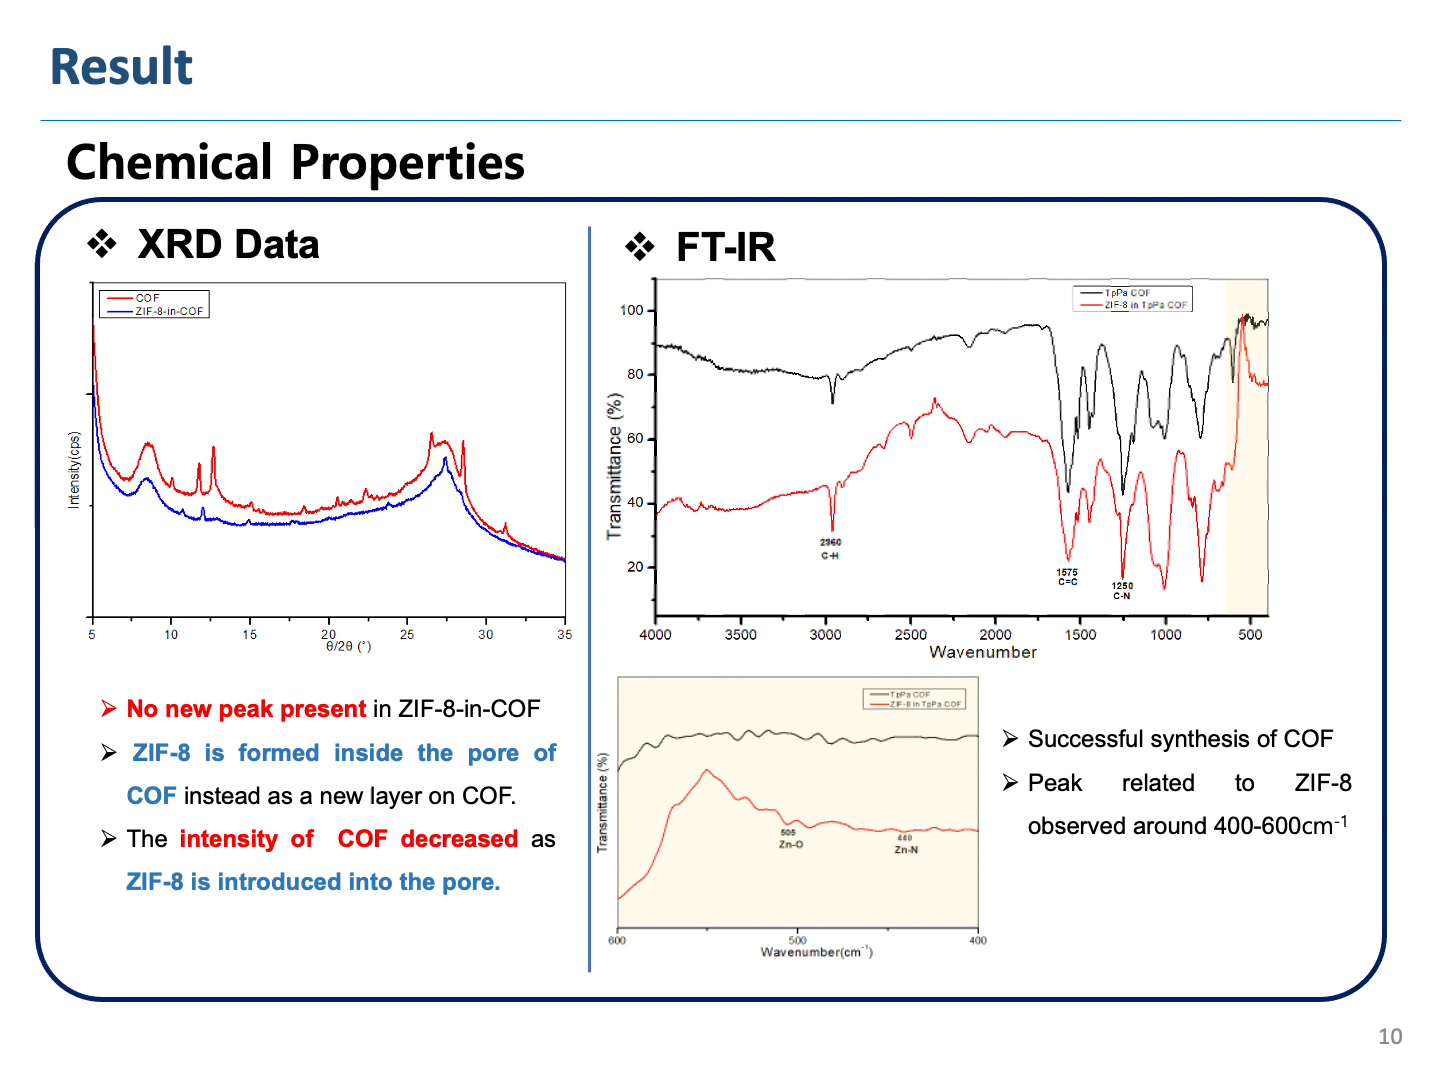 Result
Chemical Properties
❖ XRD Data
COF
ZIF-8-in-COF
Intensity(cps)
5 10 15 20 25 30 35
θ/2θ (°)
➢ No new peak present in ZIF-8-in-COF
➢ ZIF-8 is formed inside the pore of
COF instead as a new layer on COF.
➢ The intensity of COF decreased as
ZIF-8 is introduced into the pore.
❖ FT-IR
TpPa COF
ZIF-8 in TpPa COF
Transmittance (%)
100
80
60
40
20
2960
C-H
1575
C=C
1250
C-N
4000 3500 3000 2500 2000 1500 1000 500
Wavenumber
TpPa COF
ZIF-8 in TpPa COF
Transmittance (%)
505
Zn-O
440
Zn-N
600 500 400
Wavenumber(cm⁻¹)
➢ Successful synthesis of COF
➢ Peak related to ZIF-8
observed around 400-600cm⁻¹
10